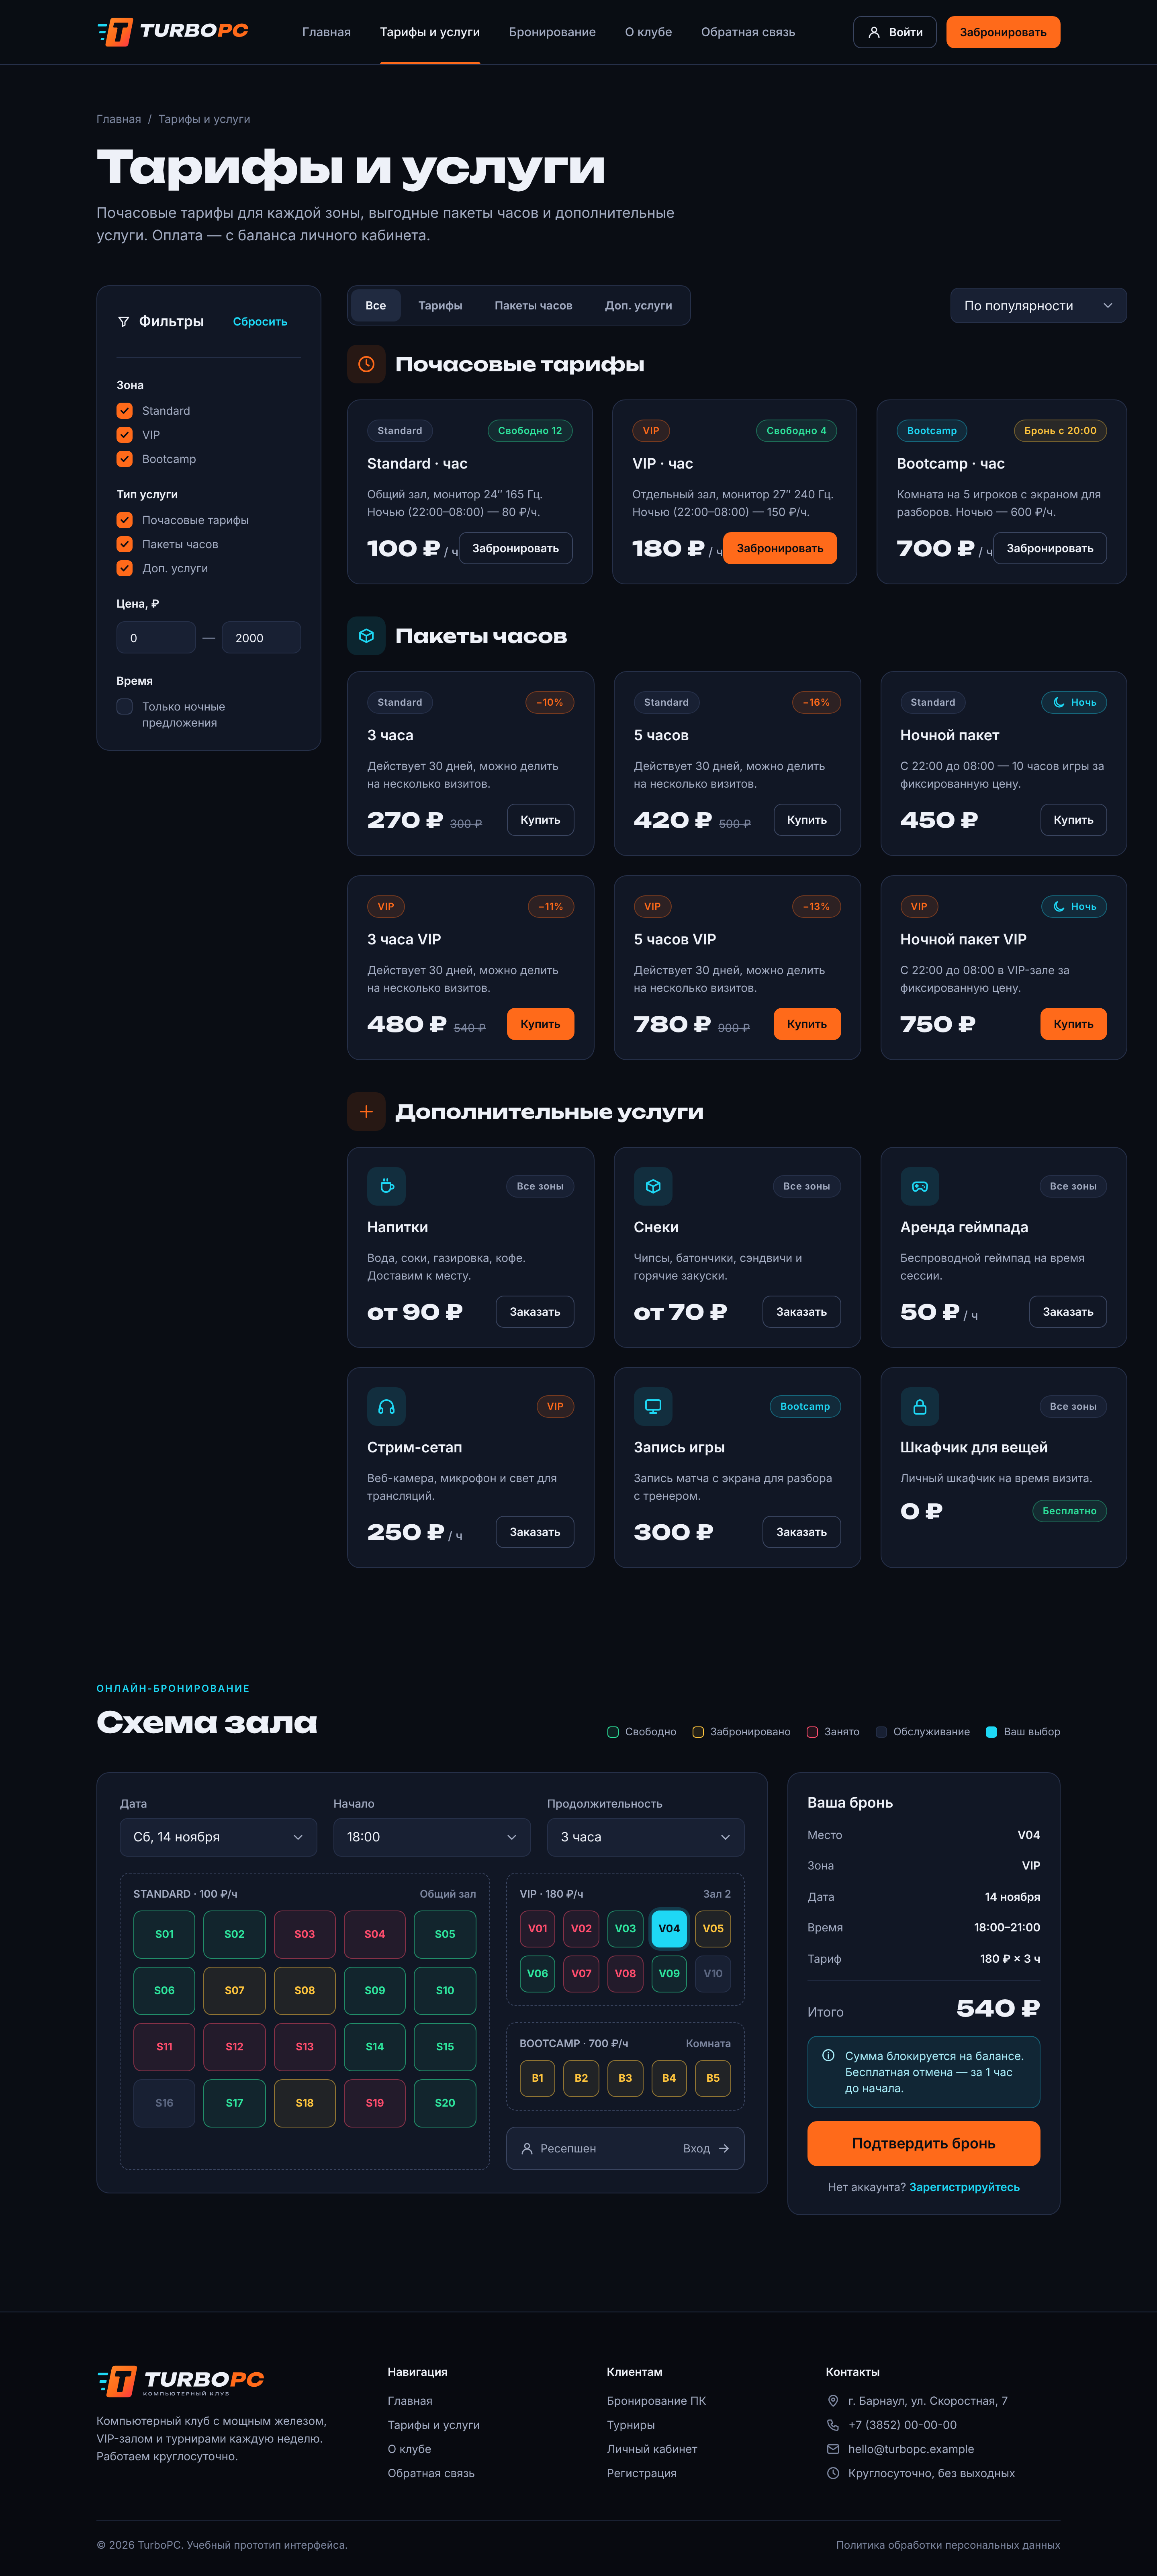 TURBOPC
Главная
Тарифы и услуги
Бронирование
О клубе
Обратная связь
Войти
Забронировать
Главная / Тарифы и услуги
Тарифы и услуги
Почасовые тарифы для каждой зоны, выгодные пакеты часов и дополнительные
услуги. Оплата — с баланса личного кабинета.
Фильтры
Сбросить
Зона
Standard
VIP
Bootcamp
Тип услуги
Почасовые тарифы
Пакеты часов
Доп. услуги
Цена, ₽
0 — 2000
Время
Только ночные
предложения
Все
Тарифы
Пакеты часов
Доп. услуги
По популярности
Почасовые тарифы
Standard
Свободно 12
Standard · час
Общий зал, монитор 24″ 165 Гц.
Ночью (22:00–08:00) — 80 ₽/ч.
100 ₽ / ч
Забронировать
VIP
Свободно 4
VIP · час
Отдельный зал, монитор 27″ 240 Гц.
Ночью (22:00–08:00) — 150 ₽/ч.
180 ₽ / ч
Забронировать
Bootcamp
Бронь с 20:00
Bootcamp · час
Комната на 5 игроков с экраном для
разборов. Ночью — 600 ₽/ч.
700 ₽ / ч
Забронировать
Пакеты часов
Standard
−10%
3 часа
Действует 30 дней, можно делить
на несколько визитов.
270 ₽ 300 ₽
Купить
Standard
−16%
5 часов
Действует 30 дней, можно делить
на несколько визитов.
420 ₽ 500 ₽
Купить
Standard
Ночь
Ночной пакет
С 22:00 до 08:00 — 10 часов игры за
фиксированную цену.
450 ₽
Купить
VIP
−11%
3 часа VIP
Действует 30 дней, можно делить
на несколько визитов.
480 ₽ 540 ₽
Купить
VIP
−13%
5 часов VIP
Действует 30 дней, можно делить
на несколько визитов.
780 ₽ 900 ₽
Купить
VIP
Ночь
Ночной пакет VIP
С 22:00 до 08:00 в VIP-зале за
фиксированную цену.
750 ₽
Купить
Дополнительные услуги
Все зоны
Напитки
Вода, соки, газировка, кофе.
Доставим к месту.
от 90 ₽
Заказать
Все зоны
Снеки
Чипсы, батончики, сэндвичи и
горячие закуски.
от 70 ₽
Заказать
Все зоны
Аренда геймпада
Беспроводной геймпад на время
сессии.
50 ₽ / ч
Заказать
VIP
Стрим-сетап
Веб-камера, микрофон и свет для
трансляций.
250 ₽ / ч
Заказать
Bootcamp
Запись игры
Запись матча с экрана для разбора
с тренером.
300 ₽
Заказать
Все зоны
Шкафчик для вещей
Личный шкафчик на время визита.
0 ₽
Бесплатно
ОНЛАЙН-БРОНИРОВАНИЕ
Схема зала
Свободно
Забронировано
Занято
Обслуживание
Ваш выбор
Дата
Сб, 14 ноября
Начало
18:00
Продолжительность
3 часа
STANDARD · 100 ₽/ч
Общий зал
S01 S02 S03 S04 S05
S06 S07 S08 S09 S10
S11 S12 S13 S14 S15
S16 S17 S18 S19 S20
VIP · 180 ₽/ч
Зал 2
V01 V02 V03 V04 V05
V06 V07 V08 V09 V10
BOOTCAMP · 700 ₽/ч
Комната
B1 B2 B3 B4 B5
Ресепшен
Вход →
Ваша бронь
Место V04
Зона VIP
Дата 14 ноября
Время 18:00–21:00
Тариф 180 ₽ × 3 ч
Итого 540 ₽
Сумма блокируется на балансе.
Бесплатная отмена — за 1 час
до начала.
Подтвердить бронь
Нет аккаунта? Зарегистрируйтесь
TURBOPC
КОМПЬЮТЕРНЫЙ КЛУБ
Компьютерный клуб с мощным железом,
VIP-залом и турнирами каждую неделю.
Работаем круглосуточно.
Навигация
Главная
Тарифы и услуги
О клубе
Обратная связь
Клиентам
Бронирование ПК
Турниры
Личный кабинет
Регистрация
Контакты
г. Барнаул, ул. Скоростная, 7
+7 (3852) 00-00-00
hello@turbopc.example
Круглосуточно, без выходных
© 2026 TurboPC. Учебный прототип интерфейса.
Политика обработки персональных данных